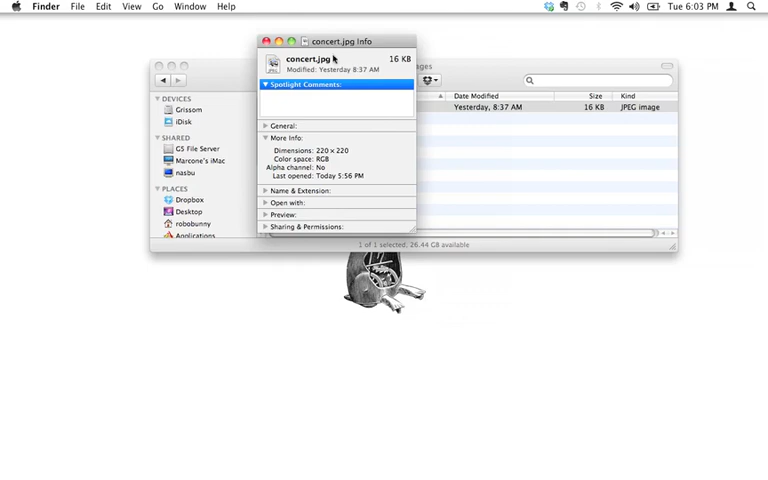 Finder File Edit View Go Window Help Tue 6:03 PM
concert.jpg Info
ages
concert.jpg 16 KB
Modified: Yesterday 8:37 AM
JPEG
Spotlight Comments:
Date Modified Size Kind
Yesterday, 8:37 AM 16 KB JPEG image
DEVICES
Grissom
iDisk
SHARED
G5 File Server
Marcone's iMac
nasbu
PLACES
Dropbox
Desktop
robobunny
Applications
General:
More Info:
Dimensions: 220 × 220
Color space: RGB
Alpha channel: No
Last opened: Today 5:56 PM
Name & Extension:
Open with:
Preview:
Sharing & Permissions:
1 of 1 selected, 26.44 GB available